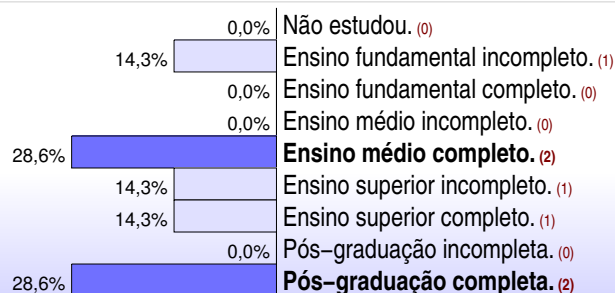 0,0% Não estudou. (0)
14,3% Ensino fundamental incompleto. (1)
0,0% Ensino fundamental completo. (0)
0,0% Ensino médio incompleto. (0)
28,6% Ensino médio completo. (2)
14,3% Ensino superior incompleto. (1)
14,3% Ensino superior completo. (1)
0,0% Pós−graduação incompleta. (0)
28,6% Pós−graduação completa. (2)